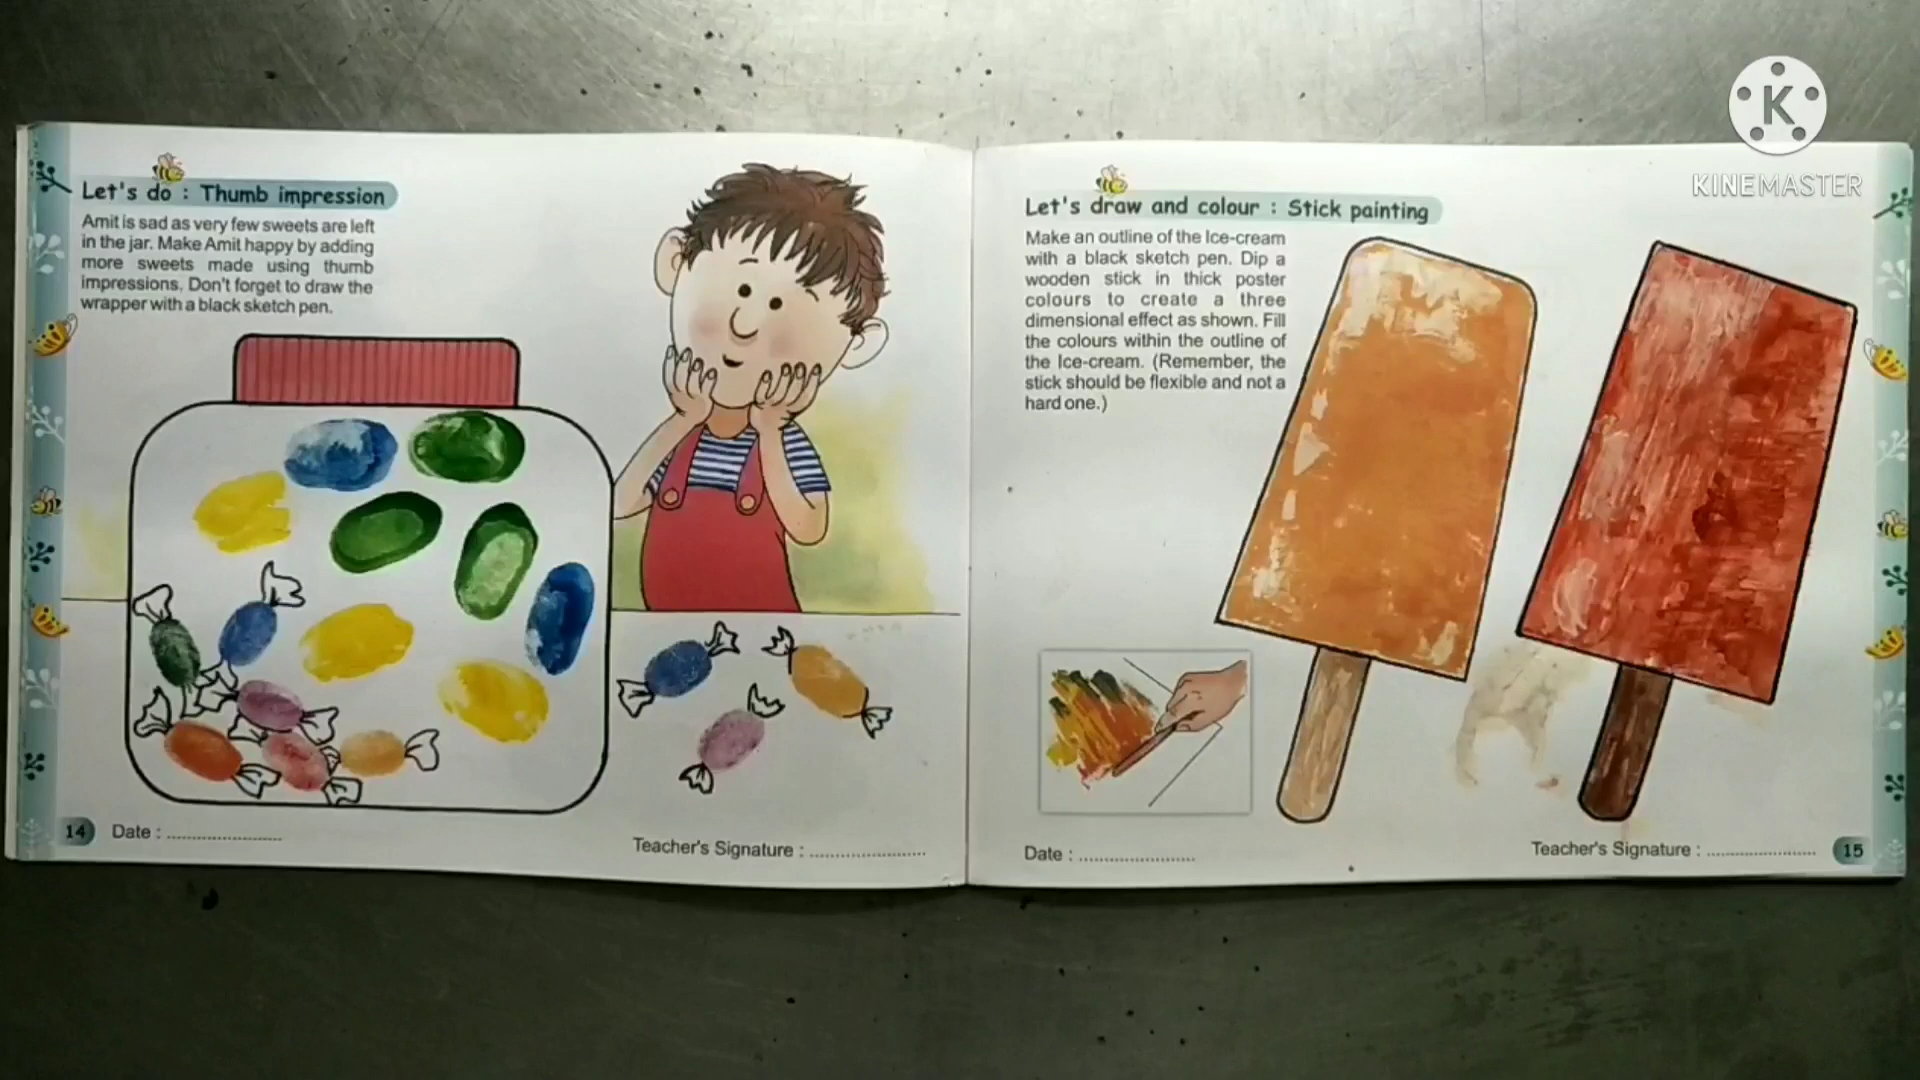 Let's do : Thumb impression
Amit is sad as very few sweets are left
in the jar. Make Amit happy by adding
more sweets made using thumb
impressions. Don't forget to draw the
wrapper with a black sketch pen.
14
Date : ........................
Teacher's Signature : ........................
Let's draw and colour : Stick painting
Make an outline of the Ice-cream
with a black sketch pen. Dip a
wooden stick in thick poster
colours to create a three
dimensional effect as shown. Fill
the colours within the outline of
the Ice-cream. (Remember, the
stick should be flexible and not a
hard one.)
Date : ........................
Teacher's Signature : ........................
15
K
KINEMASTER